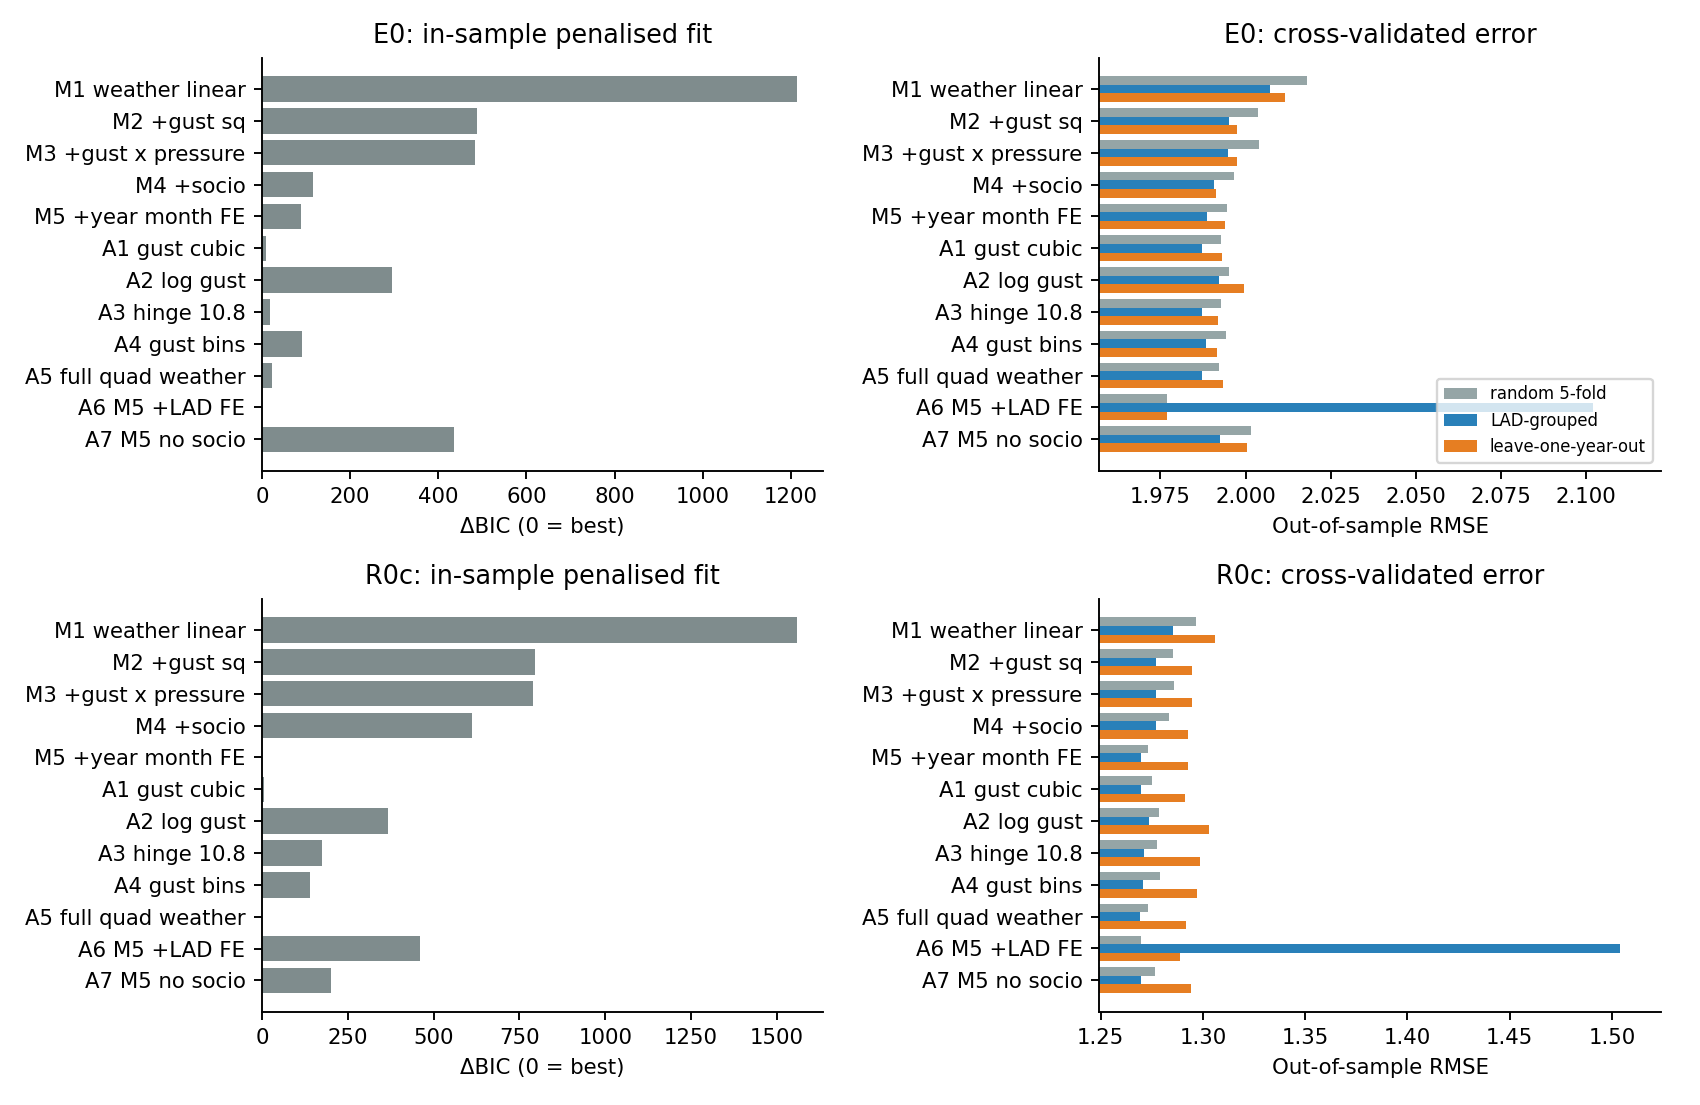 E0: in-sample penalised fit
M1 weather linear
M2 +gust sq
M3 +gust x pressure
M4 +socio
M5 +year month FE
A1 gust cubic
A2 log gust
A3 hinge 10.8
A4 gust bins
A5 full quad weather
A6 M5 +LAD FE
A7 M5 no socio
0 200 400 600 800 1000 1200
ΔBIC (0 = best)
E0: cross-validated error
M1 weather linear
M2 +gust sq
M3 +gust x pressure
M4 +socio
M5 +year month FE
A1 gust cubic
A2 log gust
A3 hinge 10.8
A4 gust bins
A5 full quad weather
A6 M5 +LAD FE
A7 M5 no socio
random 5-fold
LAD-grouped
leave-one-year-out
1.975 2.000 2.025 2.050 2.075 2.100
Out-of-sample RMSE
R0c: in-sample penalised fit
M1 weather linear
M2 +gust sq
M3 +gust x pressure
M4 +socio
M5 +year month FE
A1 gust cubic
A2 log gust
A3 hinge 10.8
A4 gust bins
A5 full quad weather
A6 M5 +LAD FE
A7 M5 no socio
0 250 500 750 1000 1250 1500
ΔBIC (0 = best)
R0c: cross-validated error
M1 weather linear
M2 +gust sq
M3 +gust x pressure
M4 +socio
M5 +year month FE
A1 gust cubic
A2 log gust
A3 hinge 10.8
A4 gust bins
A5 full quad weather
A6 M5 +LAD FE
A7 M5 no socio
1.25 1.30 1.35 1.40 1.45 1.50
Out-of-sample RMSE